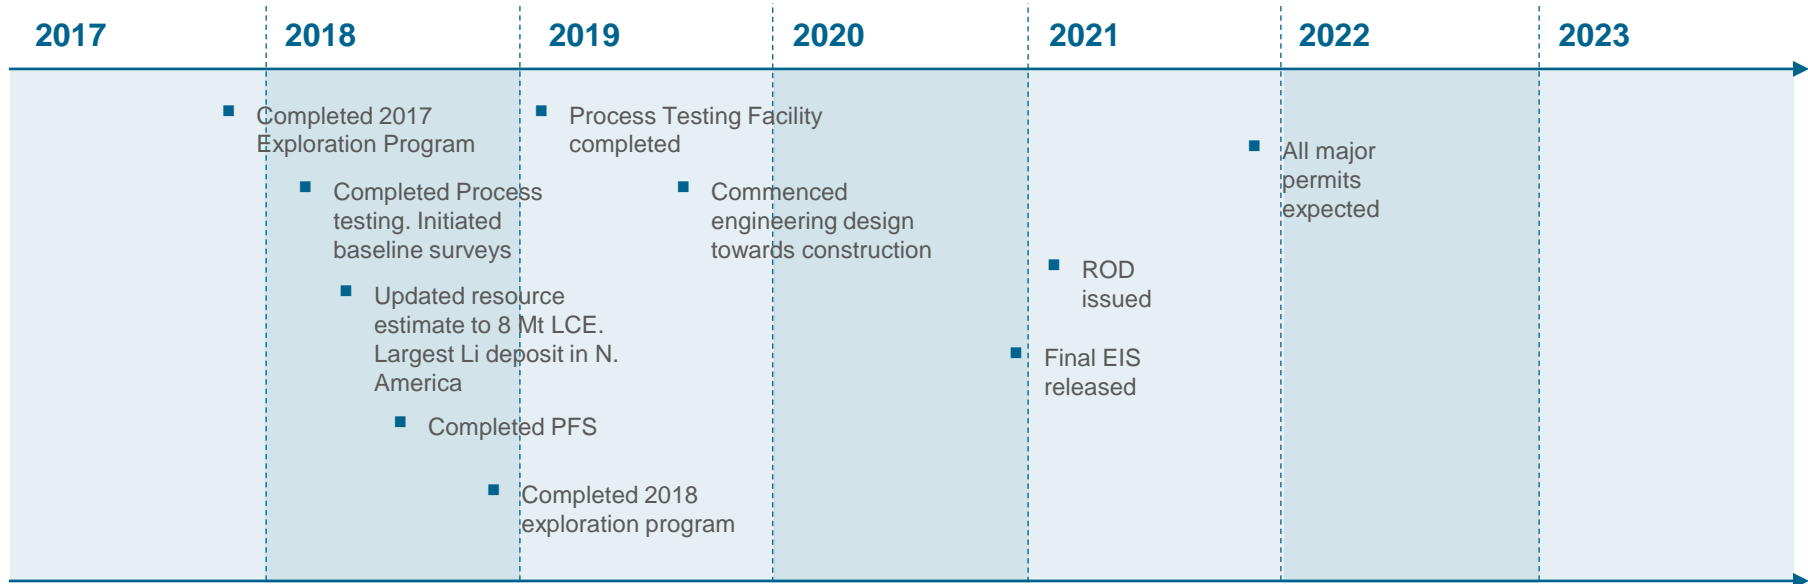 2017 2018 2019 2020 2021 2022 2023
Completed 2017
Exploration Program
Completed Process
testing. Initiated
baseline surveys
Updated resource
estimate to 8 Mt LCE.
Largest Li deposit in N.
America
Completed PFS
Completed 2018
exploration program
Process Testing Facility
completed
Commenced
engineering design
towards construction
Final EIS
released
ROD
issued
All major
permits
expected